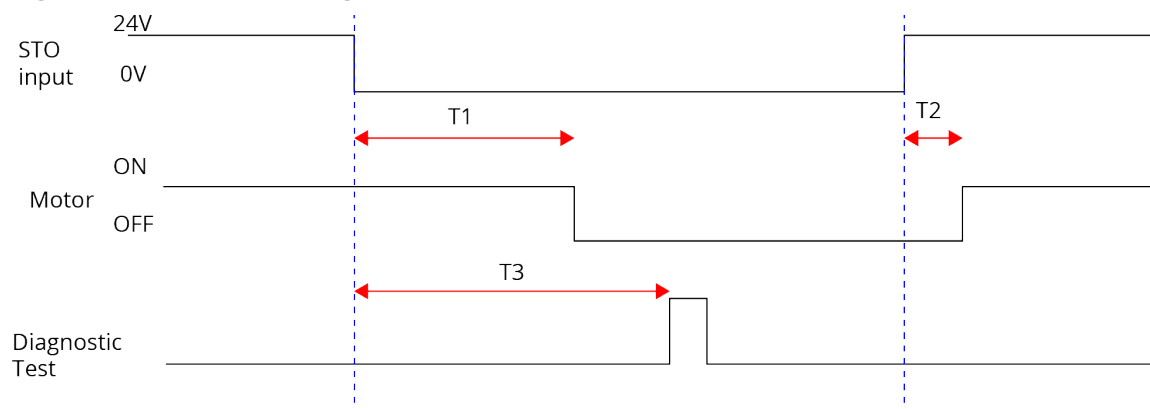 24V
STO
input
0V
T1
T2
ON
Motor
OFF
T3
Diagnostic
Test